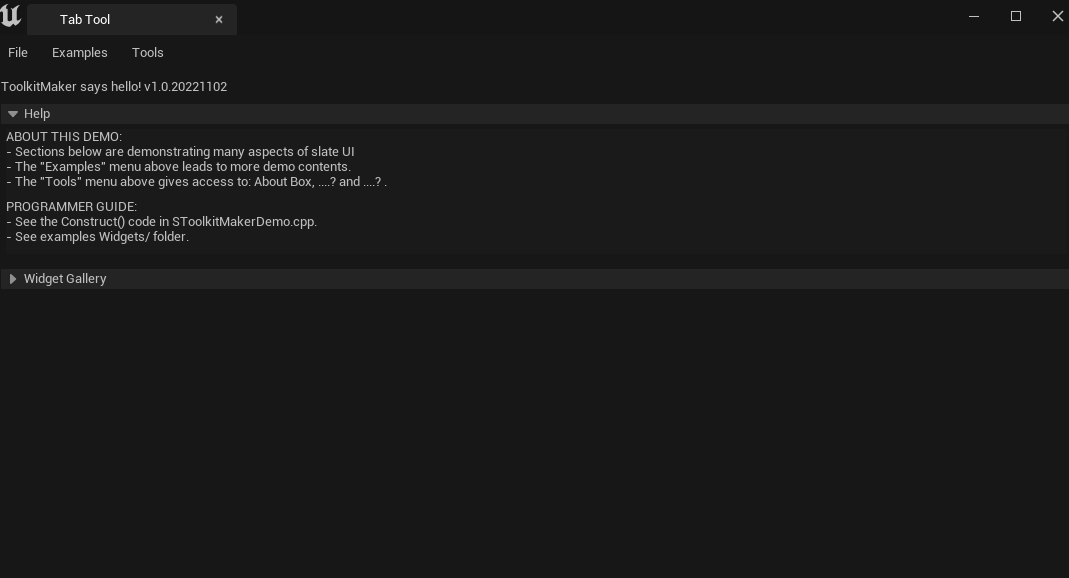 Tab Tool
File Examples Tools
ToolkitMaker says hello! v1.0.20221102
Help
ABOUT THIS DEMO:
- Sections below are demonstrating many aspects of slate UI
- The "Examples" menu above leads to more demo contents.
- The "Tools" menu above gives access to: About Box, ....? and ....? .
PROGRAMMER GUIDE:
- See the Construct() code in SToolkitMakerDemo.cpp.
- See examples Widgets/ folder.
Widget Gallery